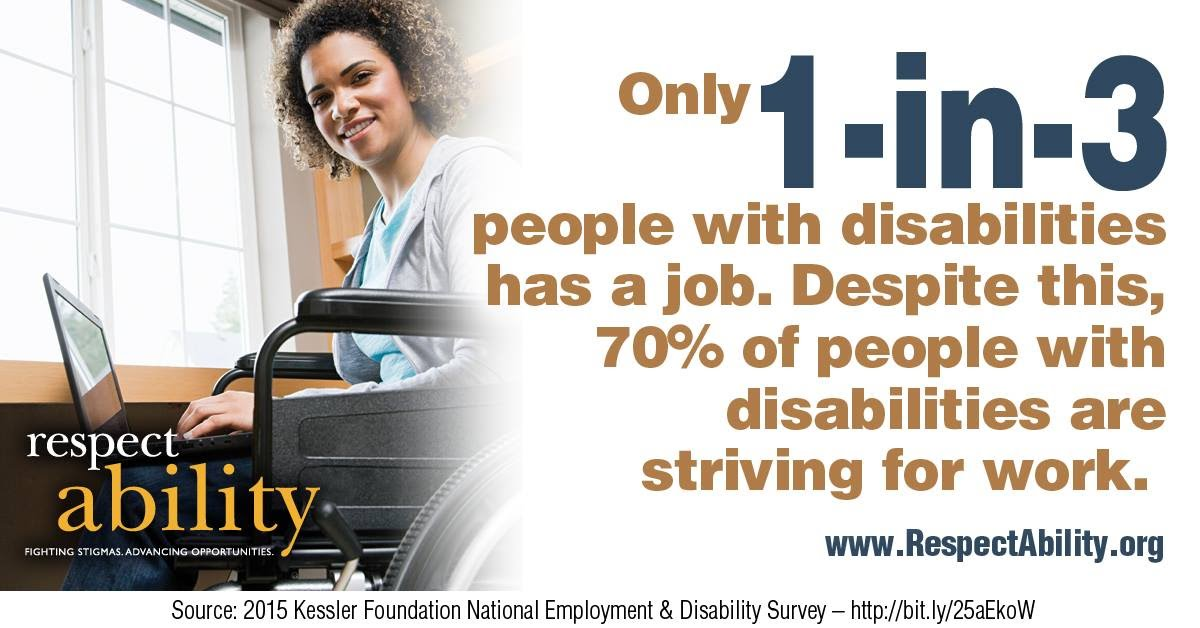 Only 1-in-3
people with disabilities
has a job. Despite this,
70% of people with
disabilities are
striving for work.
www.RespectAbility.org
respect
ability
FIGHTING STIGMAS. ADVANCING OPPORTUNITIES.
Source: 2015 Kessler Foundation National Employment & Disability Survey – http://bit.ly/25aEkoW